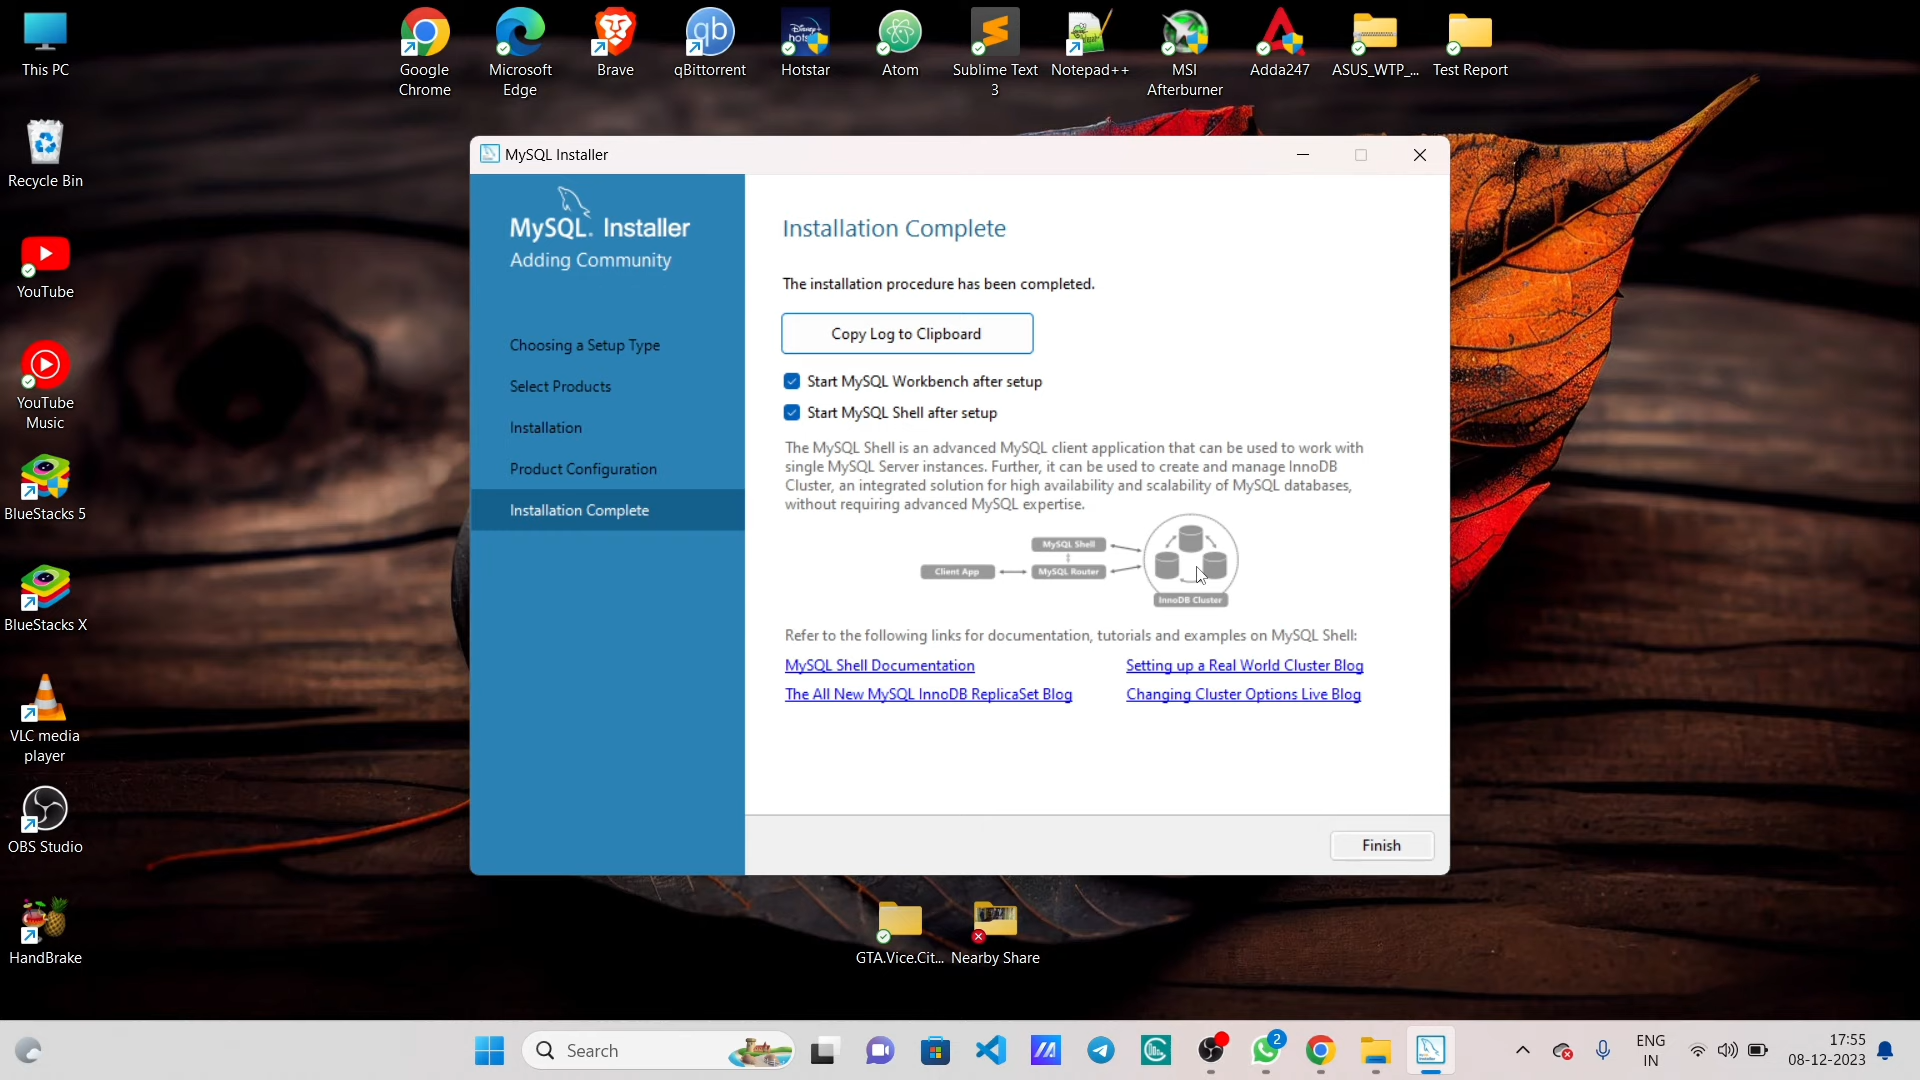 This PC
Recycle Bin
YouTube
YouTube
Music
BlueStacks 5
BlueStacks X
VLC media
player
OBS Studio
HandBrake
Google
Chrome
Microsoft
Edge
Brave
qBittorrent
Hotstar
Atom
Sublime Text
3
Notepad++
MSI
Afterburner
Adda247
ASUS_WTP_...
Test Report
MySQL Installer
MySQL. Installer
Adding Community
Choosing a Setup Type
Select Products
Installation
Product Configuration
Installation Complete
Installation Complete
The installation procedure has been completed.
Copy Log to Clipboard
Start MySQL Workbench after setup
Start MySQL Shell after setup
The MySQL Shell is an advanced MySQL client application that can be used to work with
single MySQL Server instances. Further, it can be used to create and manage InnoDB
Cluster, an integrated solution for high availability and scalability of MySQL databases,
without requiring advanced MySQL expertise.
MySQL Shell
Client App
MySQL Router
InnoDB Cluster
Refer to the following links for documentation, tutorials and examples on MySQL Shell:
MySQL Shell Documentation
Setting up a Real World Cluster Blog
The All New MySQL InnoDB ReplicaSet Blog
Changing Cluster Options Live Blog
Finish
GTA.Vice.Cit...
Nearby Share
Search
2
ENG
IN
17:55
08-12-2023